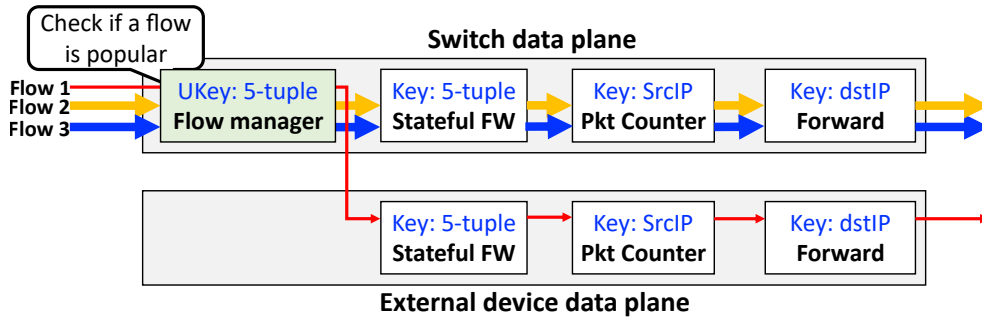 Check if a flow
is popular
Switch data plane
Flow 1
Flow 2
Flow 3
UKey: 5-tuple
Flow manager
Key: 5-tuple
Stateful FW
Key: SrcIP
Pkt Counter
Key: dstIP
Forward
Key: 5-tuple
Stateful FW
Key: SrcIP
Pkt Counter
Key: dstIP
Forward
External device data plane